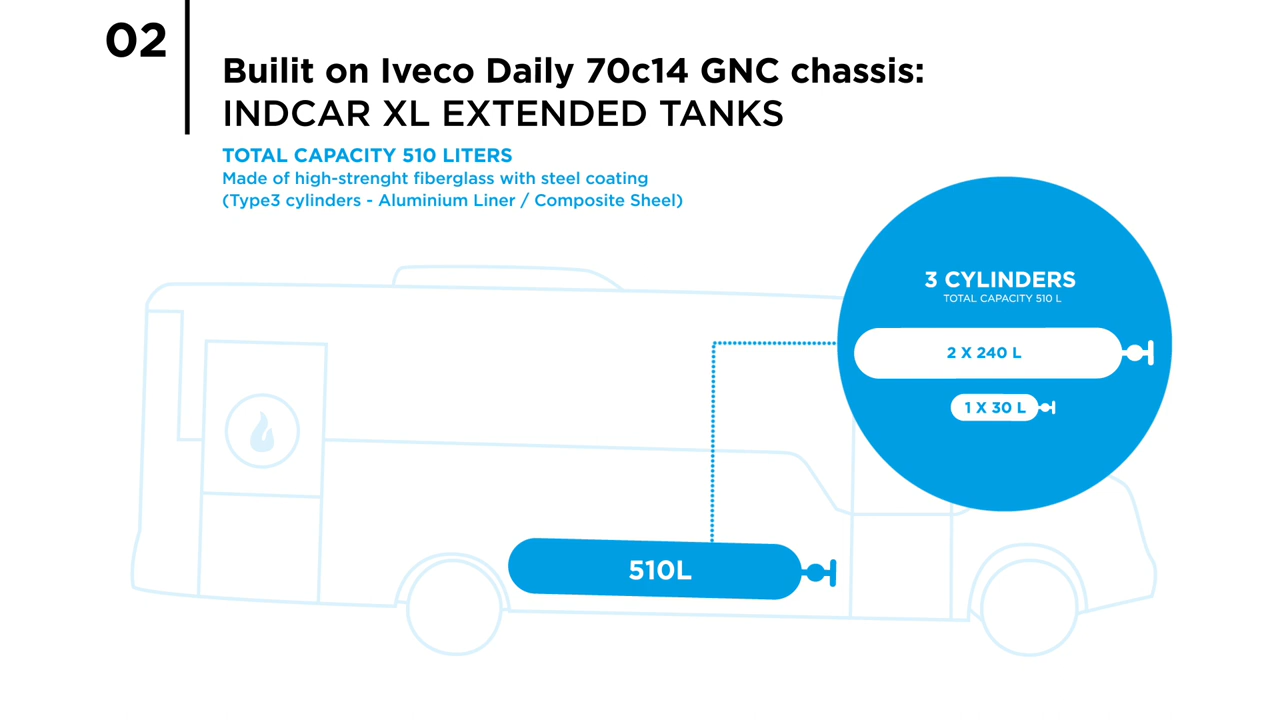 02
Builit on Iveco Daily 70c14 GNC chassis:
INDCAR XL EXTENDED TANKS
TOTAL CAPACITY 510 LITERS
Made of high-strenght fiberglass with steel coating
(Type3 cylinders - Aluminium Liner / Composite Sheel)
3 CYLINDERS
TOTAL CAPACITY 510 L
2 X 240 L
1 X 30 L
510L